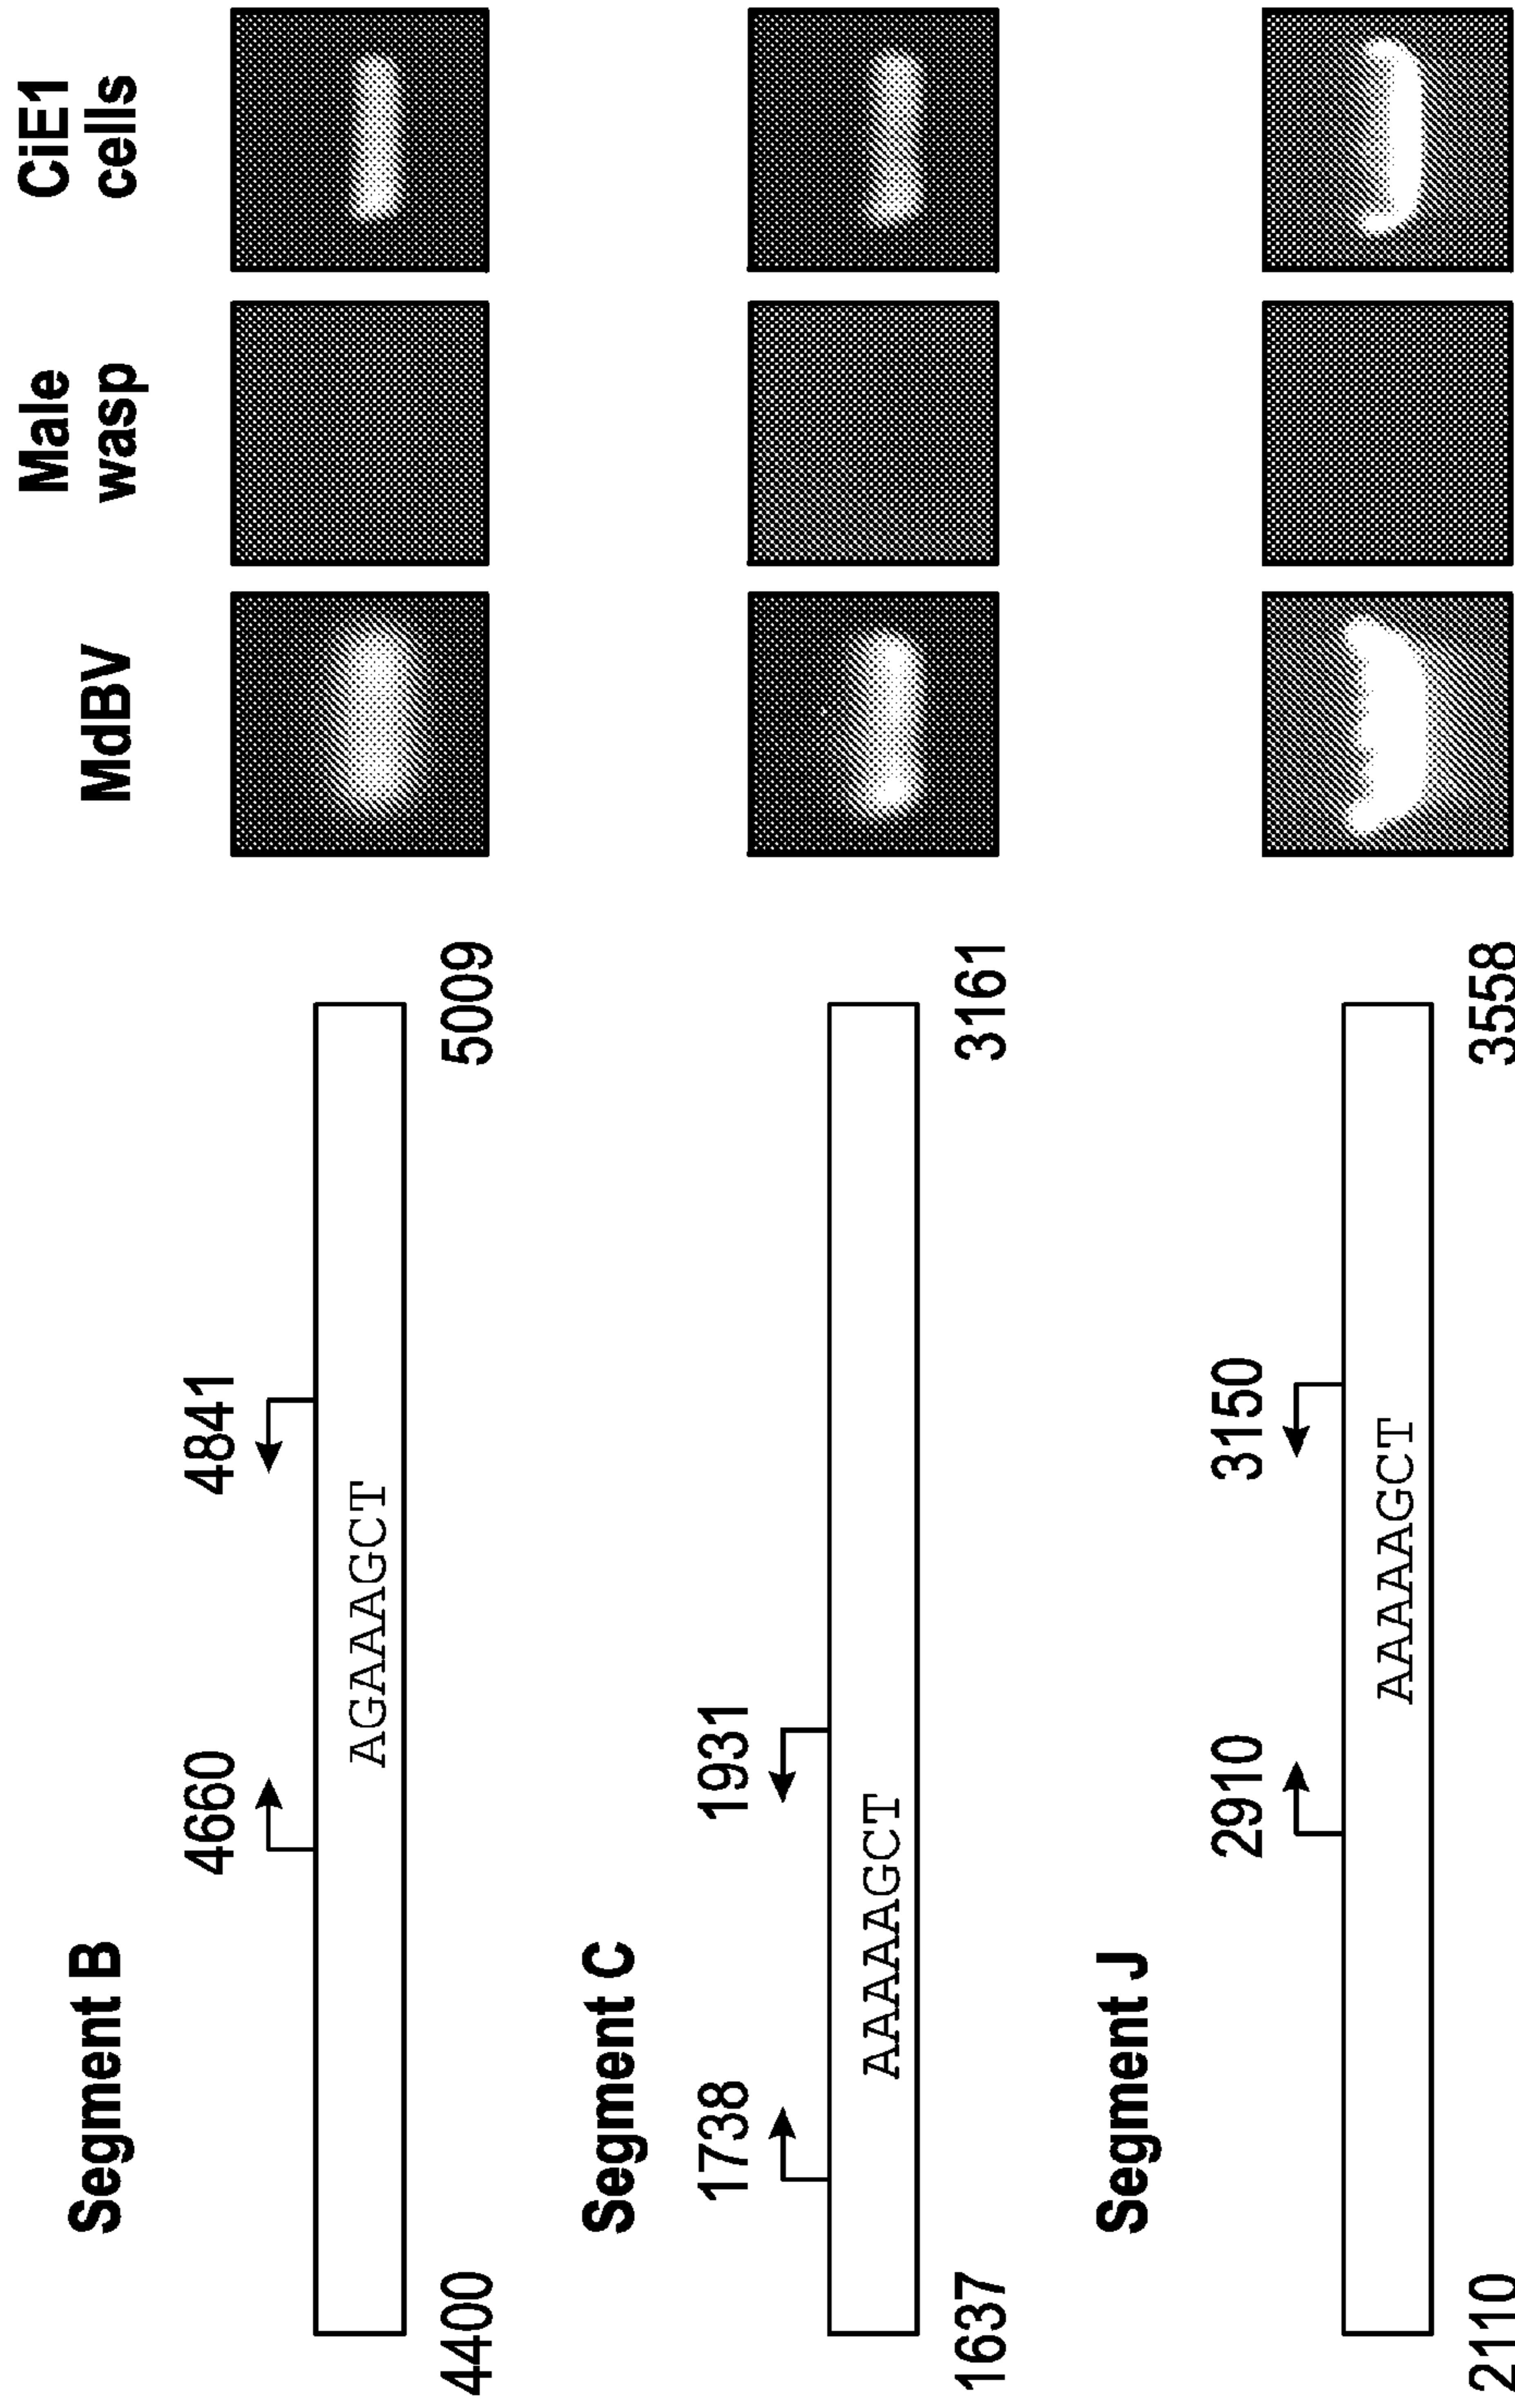 MdBV
Male
wasp
CiE1
cells
Segment B
4660
4841
AGAAAGCT
4400
5009
Segment C
1738
1931
AAAAAGCT
1637
3161
Segment J
2910
3150
AAAAAGCT
2110
3558